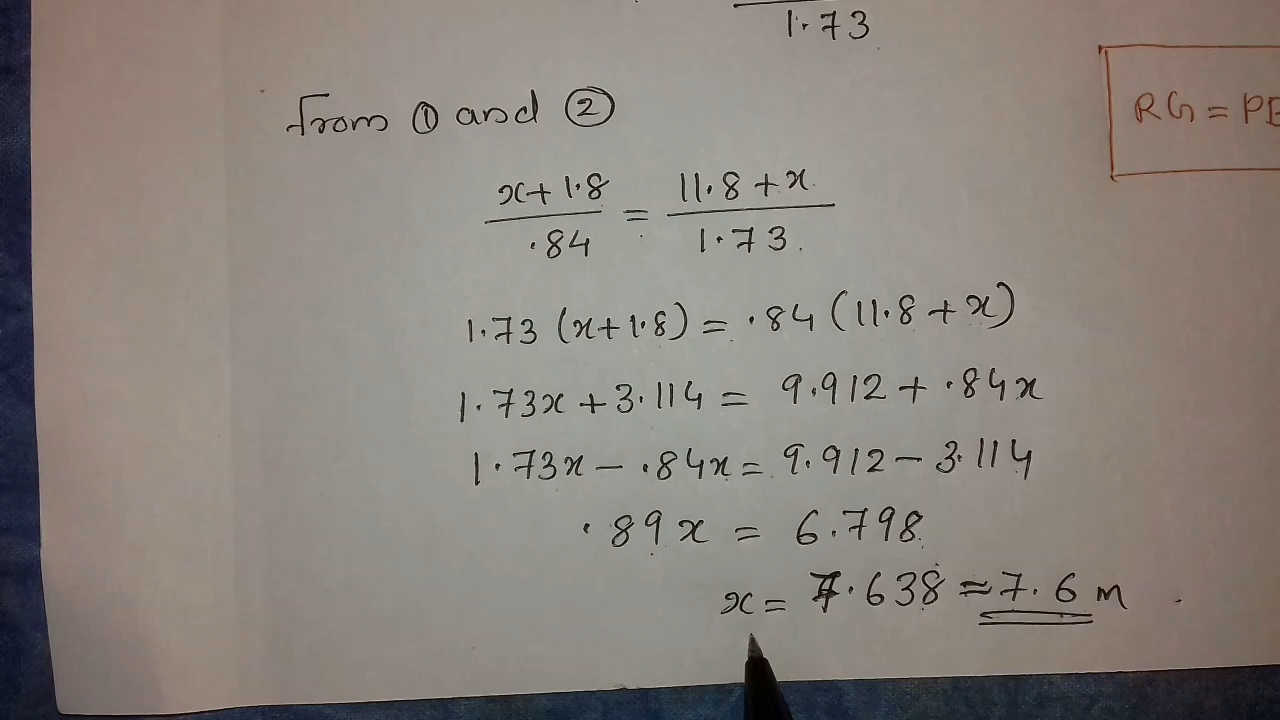 1.73
from ① and ②
RG = PE
x+1.8 = 11.8+x
.84 1.73.
1.73 (x+1.8) = .84 (11.8+x)
1.73x + 3.114 = 9.912 + .84x
1.73x - .84x = 9.912 - 3.114
.89x = 6.798
x = 7.638 ≈ 7.6 m